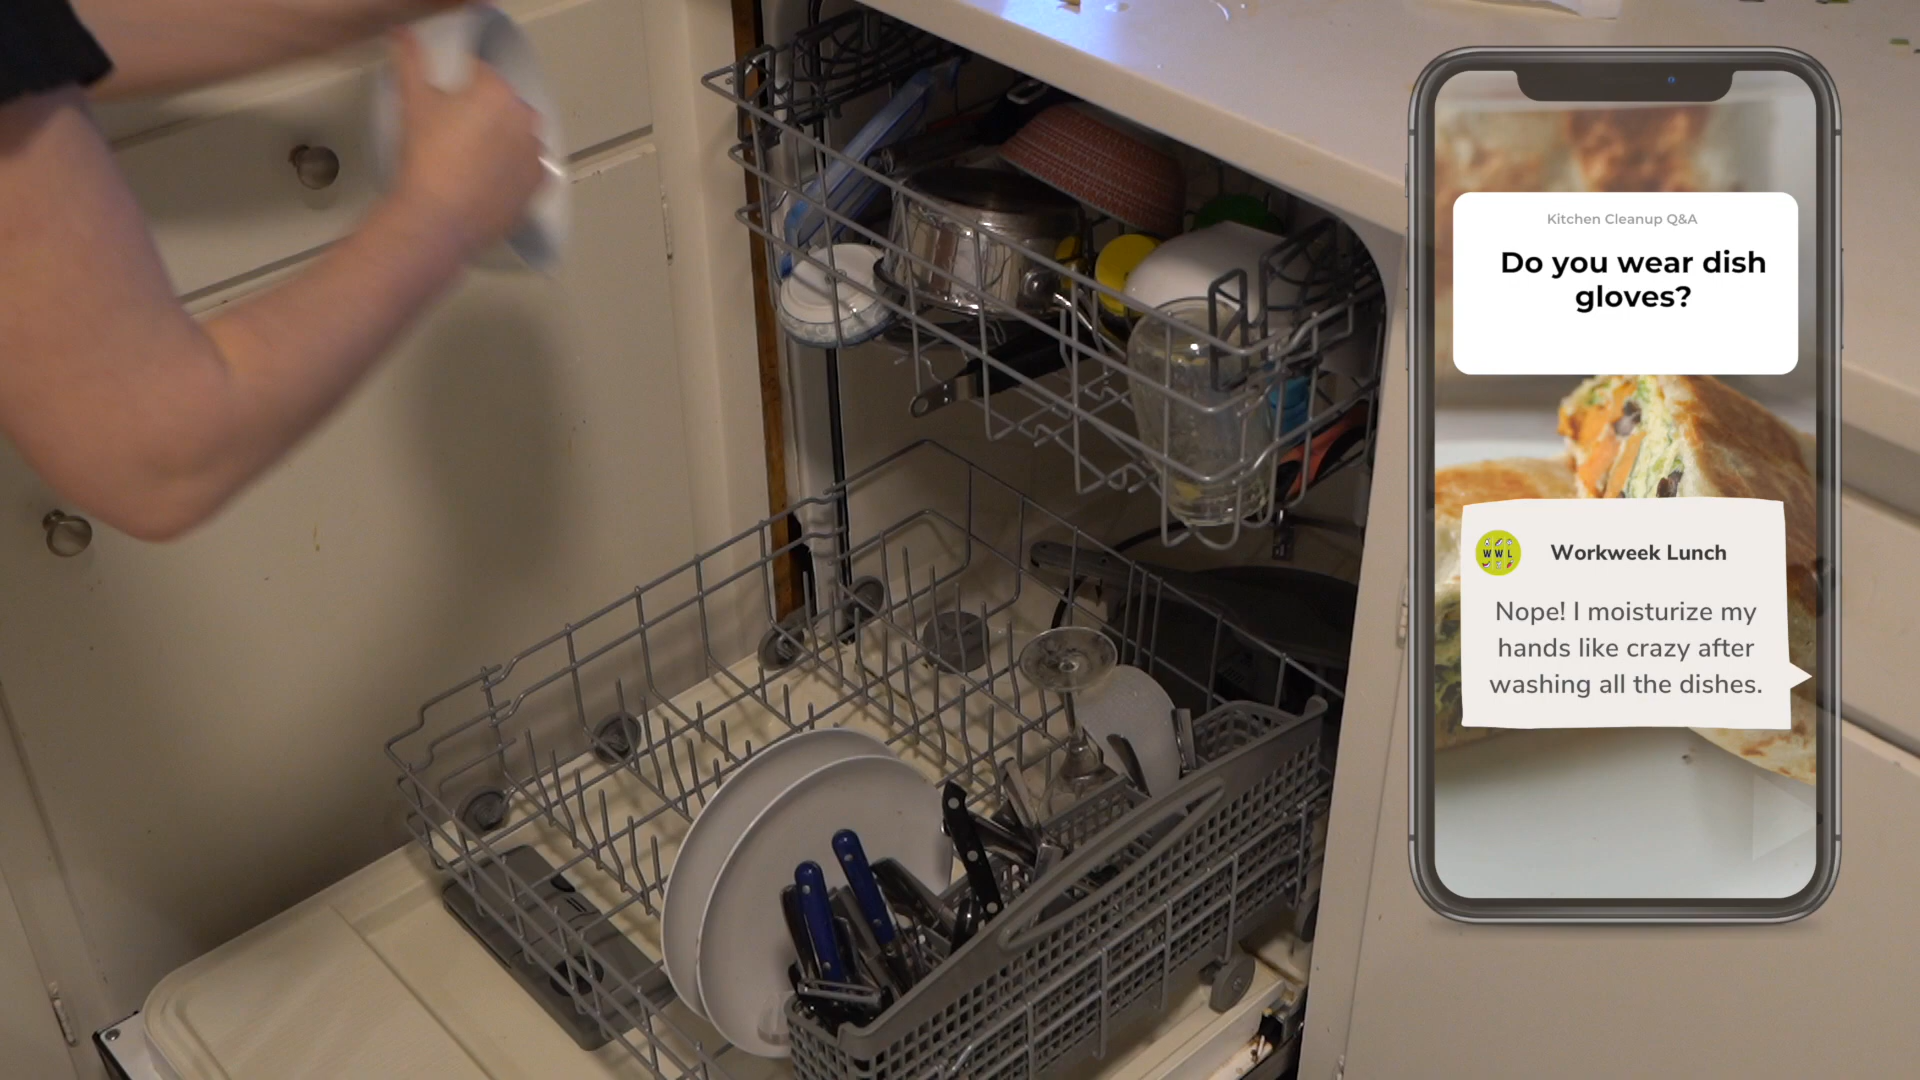 Kitchen Cleanup Q&A
Do you wear dish
gloves?
WWL
Workweek Lunch
Nope! I moisturize my
hands like crazy after
washing all the dishes.